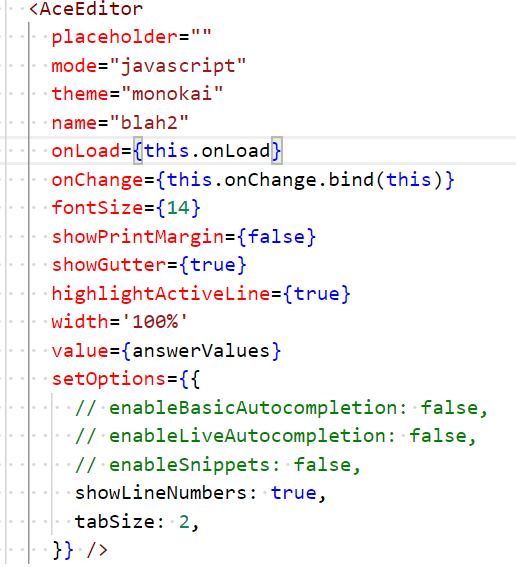 <AceEditor
placeholder=""
mode="javascript"
theme="monokai"
name="blah2"
onLoad={this.onLoad}
onChange={this.onChange.bind(this)}
fontSize={14}
showPrintMargin={false}
showGutter={true}
highlightActiveLine={true}
width='100%'
value={answerValues}
setOptions={{
// enableBasicAutocompletion: false,
// enableLiveAutocompletion: false,
// enableSnippets: false,
showLineNumbers: true,
tabSize: 2,
}} />